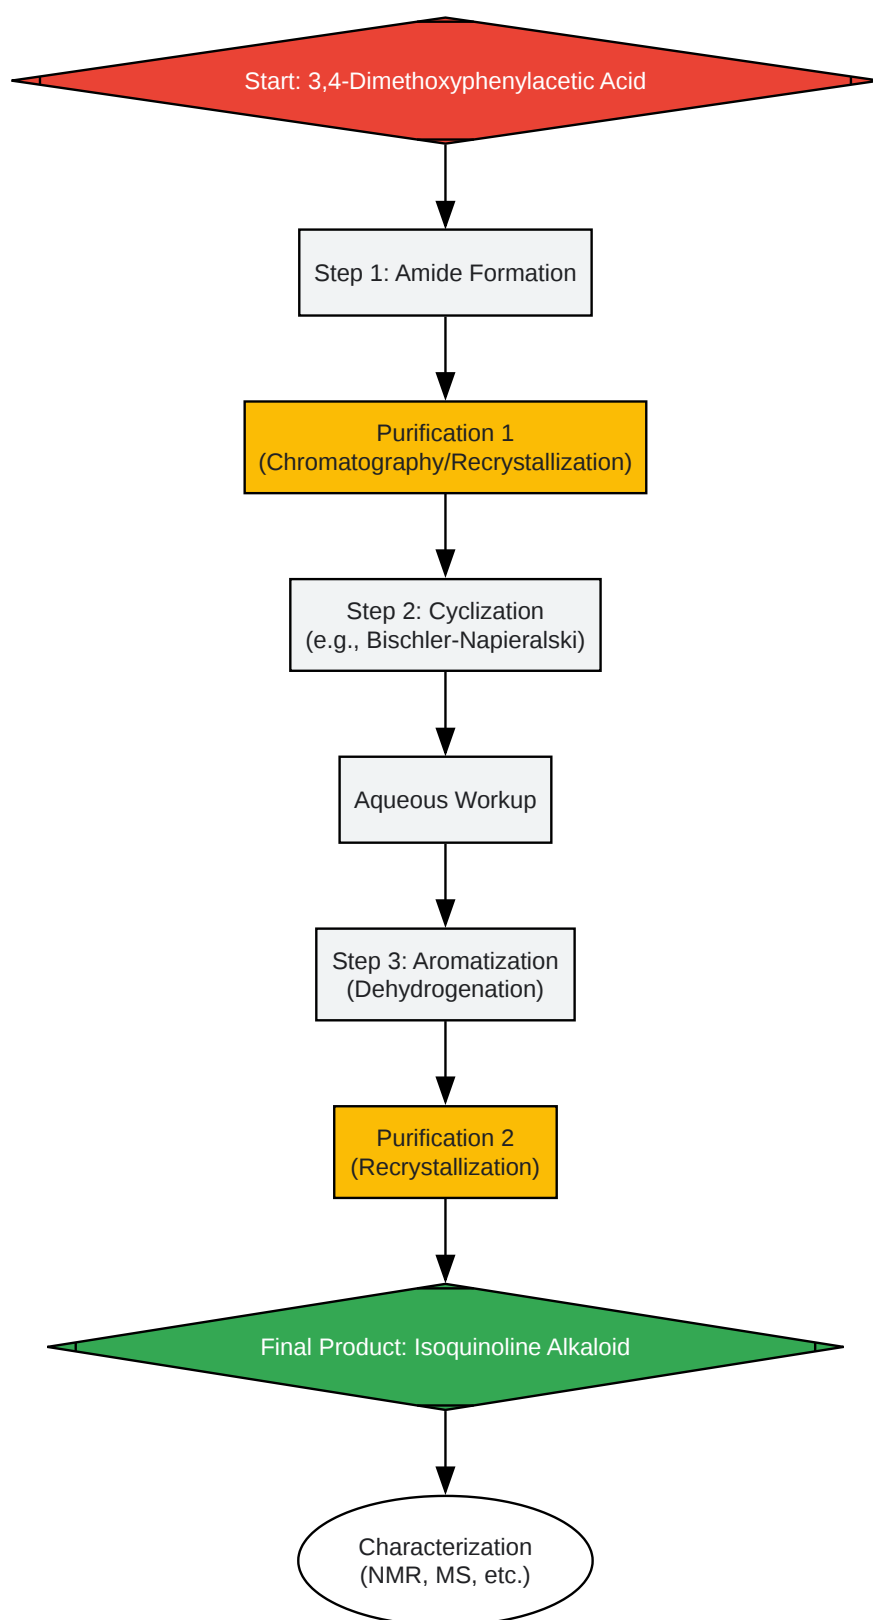 Start: 3,4-Dimethoxyphenylacetic Acid
Step 1: Amide Formation
Purification 1
(Chromatography/Recrystallization)
Step 2: Cyclization
(e.g., Bischler-Napieralski)
Aqueous Workup
Step 3: Aromatization
(Dehydrogenation)
Purification 2
(Recrystallization)
Final Product: Isoquinoline Alkaloid
Characterization
(NMR, MS, etc.)